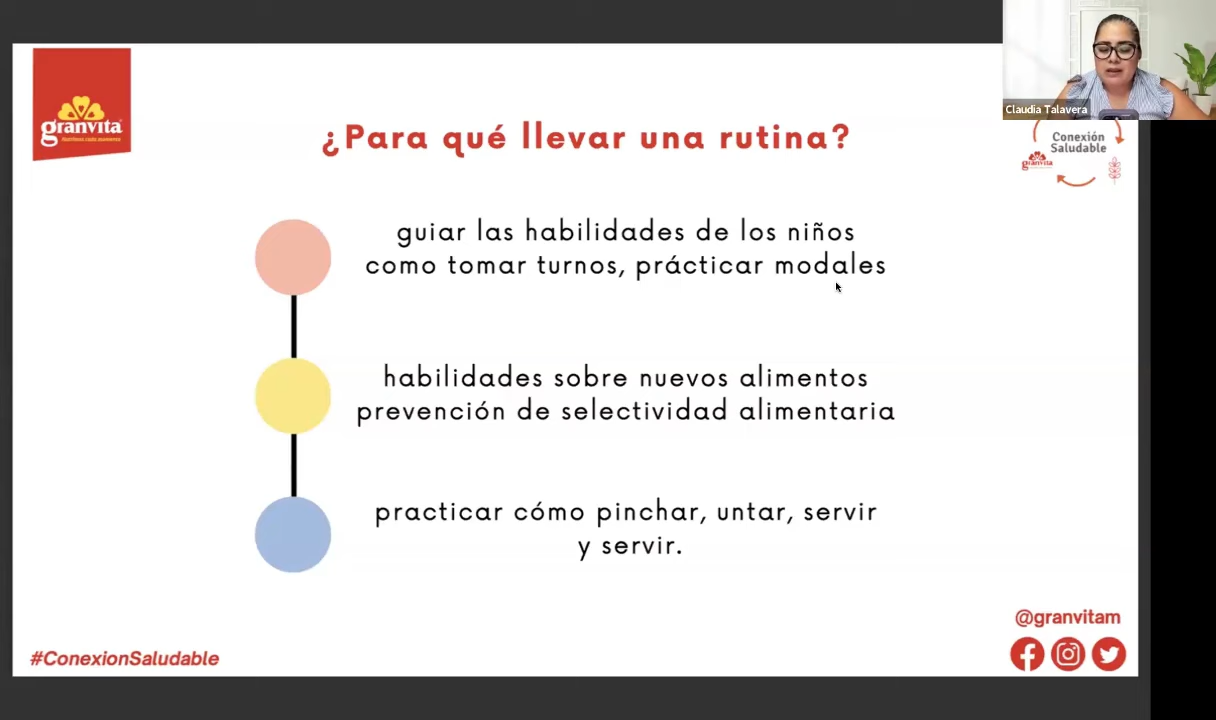 Claudia Talavera
granvita
¿Para qué llevar una rutina?
Conexión
Saludable
granvita
guiar las habilidades de los niños
como tomar turnos, prácticar modales
habilidades sobre nuevos alimentos
prevención de selectividad alimentaria
practicar cómo pinchar, untar, servir
y servir.
@granvitam
#ConexionSaludable